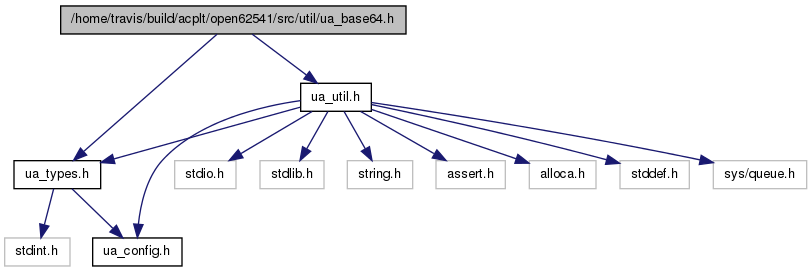 /home/travis/build/acplt/open62541/src/util/ua_base64.h
ua_util.h
ua_types.h
stdio.h
stdlib.h
string.h
assert.h
alloca.h
stddef.h
sys/queue.h
stdint.h
ua_config.h